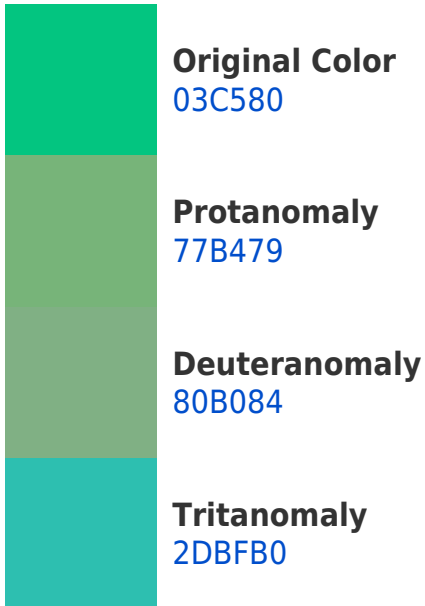 Original Color
03C580
Protanomaly
77B479
Deuteranomaly
80B084
Tritanomaly
2DBFB0